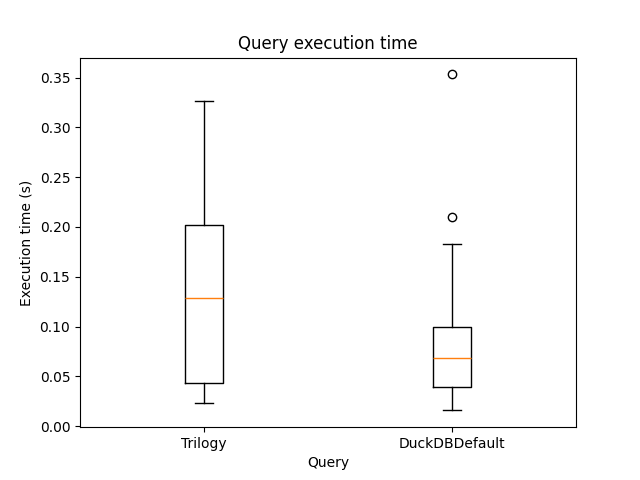 Query execution time
Execution time (s)
0.35
0.30
0.25
0.20
0.15
0.10
0.05
0.00
Trilogy
DuckDBDefault
Query